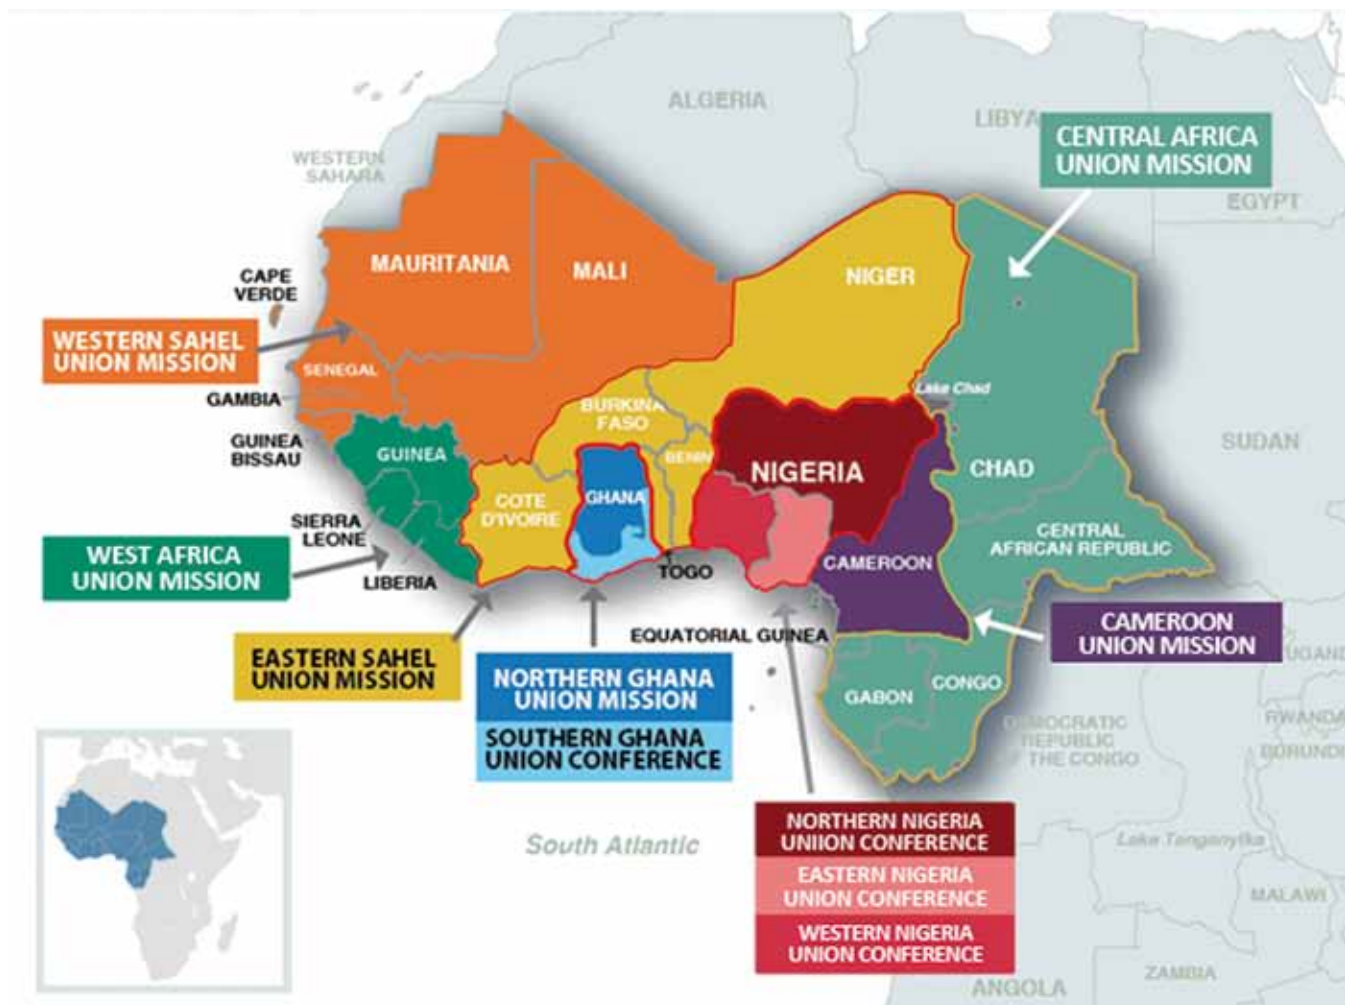 ALGERIA
LIBYA
CENTRAL AFRICA
UNION MISSION
WESTERN
SAHARA
EGYPT
MAURITANIA
MALI
NIGER
CAPE
VERDE
WESTERN SAHEL
UNION MISSION
SENEGAL
Lake Chad
GAMBIA
BURKINA
FASO
GUINEA
BISSAU
GUINEA
BENIN
NIGERIA
CHAD
SUDAN
COTE
D'IVOIRE
GHANA
SIERRA
LEONE
CENTRAL
AFRICAN REPUBLIC
WEST AFRICA
UNION MISSION
LIBERIA
TOGO
CAMEROON
EQUATORIAL GUINEA
CAMEROON
UNION MISSION
EASTERN SAHEL
UNION MISSION
NORTHERN GHANA
UNION MISSION
SOUTHERN GHANA
UNION CONFERENCE
GABON
CONGO
UGAND
DEMOCRATIC
REPUBLIC
OF THE CONGO
RWANDA
BURUNDI
NORTHERN NIGERIA
UNIION CONFERENCE
EASTERN NIGERIA
UNION CONFERENCE
WESTERN NIGERIA
UNION CONFERENCE
South Atlantic
Lake Tanganyika
MALAWI
ZAMBIA
ANGOLA